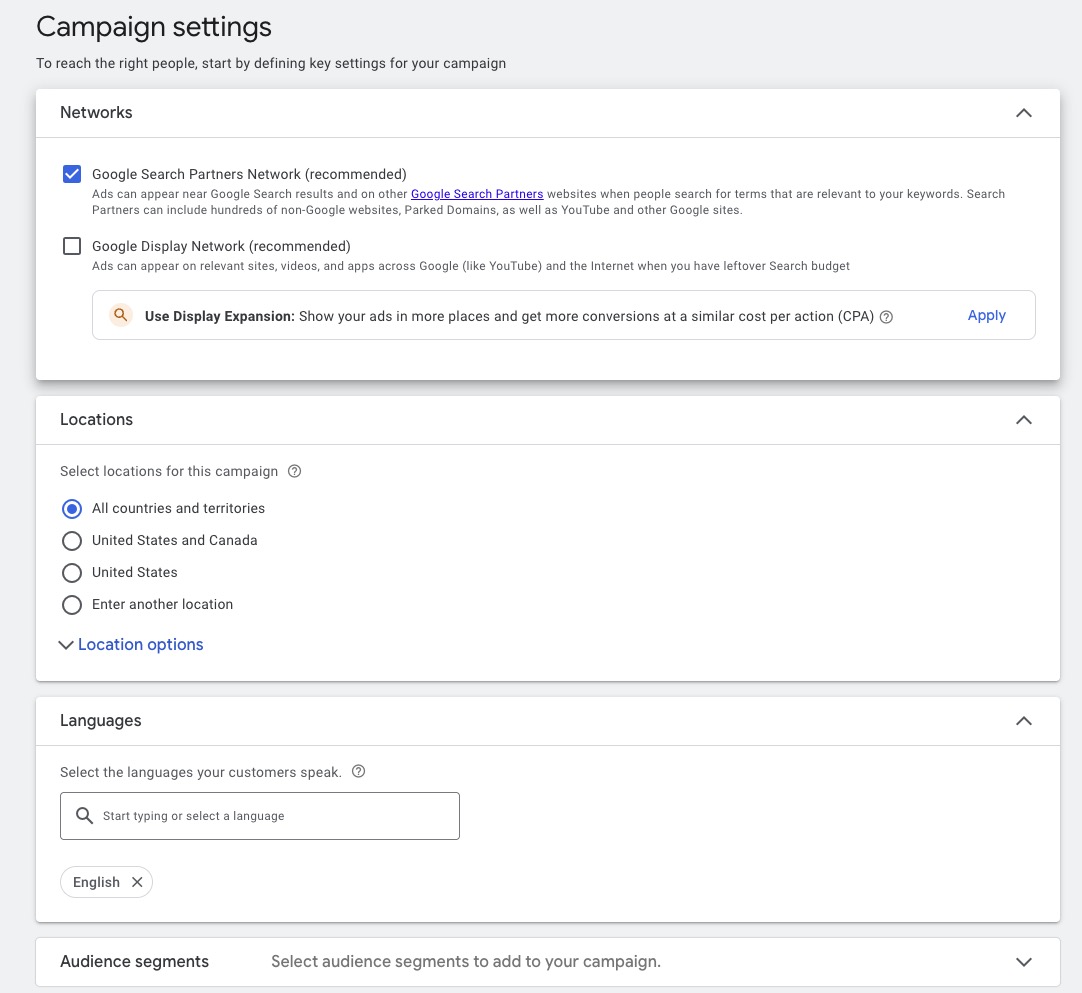 Campaign settings
To reach the right people, start by defining key settings for your campaign
Networks
Google Search Partners Network (recommended)
Ads can appear near Google Search results and on other Google Search Partners websites when people search for terms that are relevant to your keywords. Search
Partners can include hundreds of non-Google websites, Parked Domains, as well as YouTube and other Google sites.
Google Display Network (recommended)
Ads can appear on relevant sites, videos, and apps across Google (like YouTube) and the Internet when you have leftover Search budget
Use Display Expansion: Show your ads in more places and get more conversions at a similar cost per action (CPA) Apply
Locations
Select locations for this campaign
All countries and territories
United States and Canada
United States
Enter another location
Location options
Languages
Select the languages your customers speak.
Start typing or select a language
English
Audience segments Select audience segments to add to your campaign.